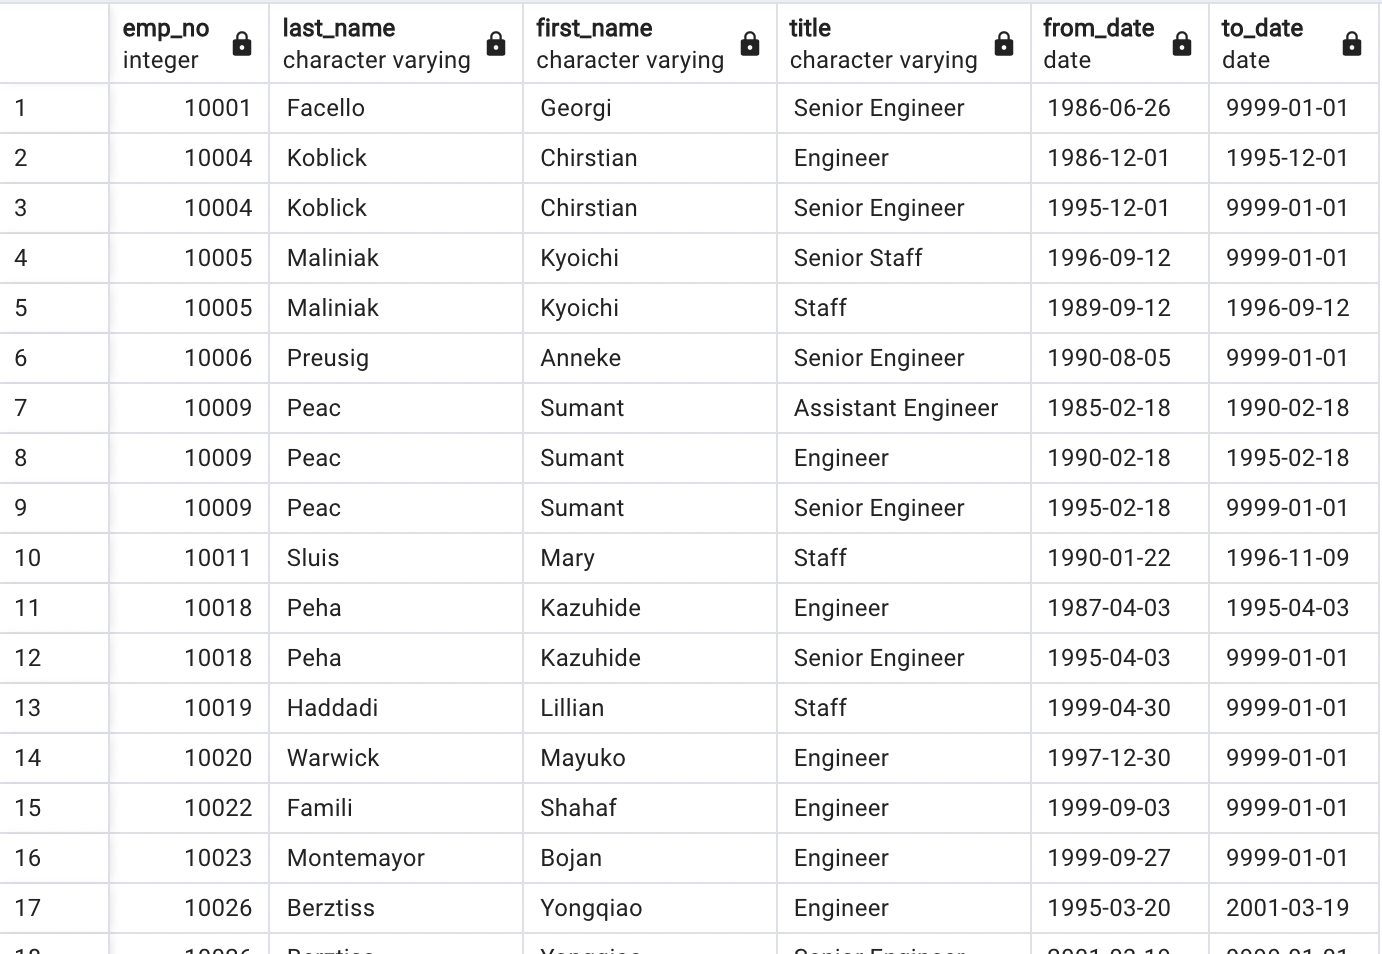 emp_no last_name first_name title from_date to_date
integer character varying character varying character varying date date
1 10001 Facello Georgi Senior Engineer 1986-06-26 9999-01-01
2 10004 Koblick Chirstian Engineer 1986-12-01 1995-12-01
3 10004 Koblick Chirstian Senior Engineer 1995-12-01 9999-01-01
4 10005 Maliniak Kyoichi Senior Staff 1996-09-12 9999-01-01
5 10005 Maliniak Kyoichi Staff 1989-09-12 1996-09-12
6 10006 Preusig Anneke Senior Engineer 1990-08-05 9999-01-01
7 10009 Peac Sumant Assistant Engineer 1985-02-18 1990-02-18
8 10009 Peac Sumant Engineer 1990-02-18 1995-02-18
9 10009 Peac Sumant Senior Engineer 1995-02-18 9999-01-01
10 10011 Sluis Mary Staff 1990-01-22 1996-11-09
11 10018 Peha Kazuhide Engineer 1987-04-03 1995-04-03
12 10018 Peha Kazuhide Senior Engineer 1995-04-03 9999-01-01
13 10019 Haddadi Lillian Staff 1999-04-30 9999-01-01
14 10020 Warwick Mayuko Engineer 1997-12-30 9999-01-01
15 10022 Famili Shahaf Engineer 1999-09-03 9999-01-01
16 10023 Montemayor Bojan Engineer 1999-09-27 9999-01-01
17 10026 Berztiss Yongqiao Engineer 1995-03-20 2001-03-19